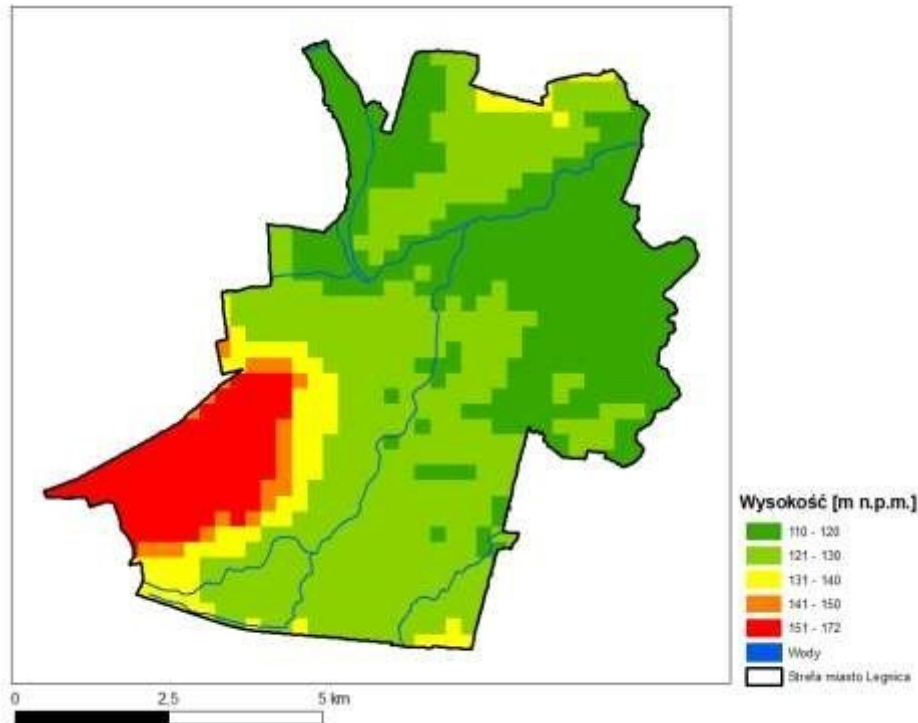 Wysokość [m n.p.m.]
110 - 120
121 - 130
131 - 140
141 - 150
151 - 172
Wody
Strefa miasto Legnica
0 2,5 5 km